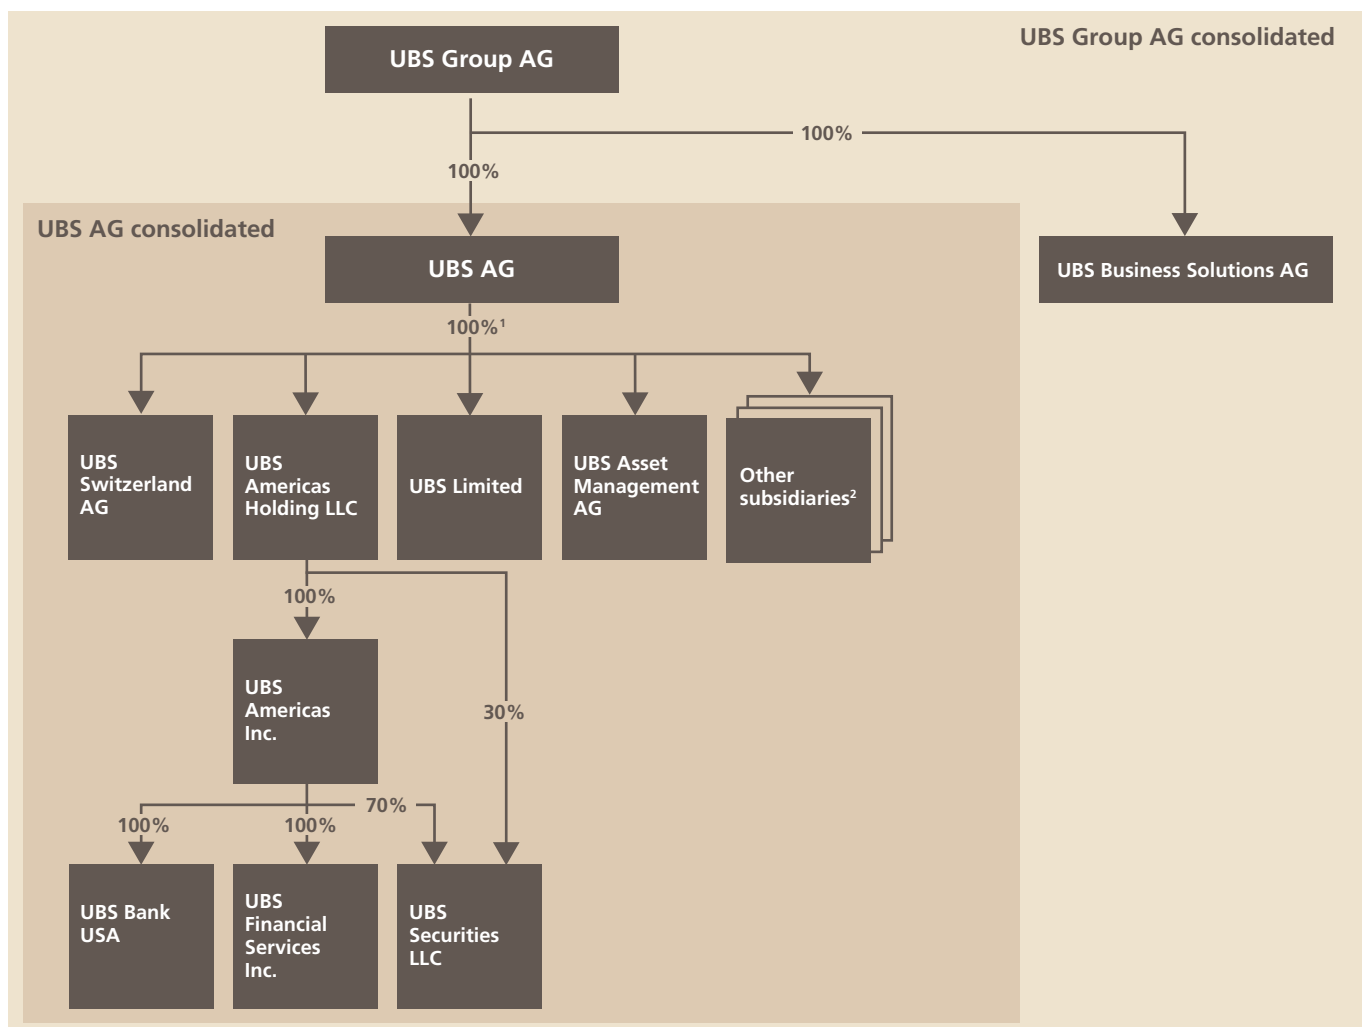 UBS Group AG consolidated
UBS Group AG
100%
100%
UBS AG consolidated
UBS AG
UBS Business Solutions AG
100%¹
UBS
Switzerland
AG
UBS
Americas
Holding LLC
UBS Limited
UBS Asset
Management
AG
Other
subsidiaries²
100%
UBS
Americas
Inc.
30%
70%
100%
100%
UBS Bank
USA
UBS
Financial
Services
Inc.
UBS
Securities
LLC